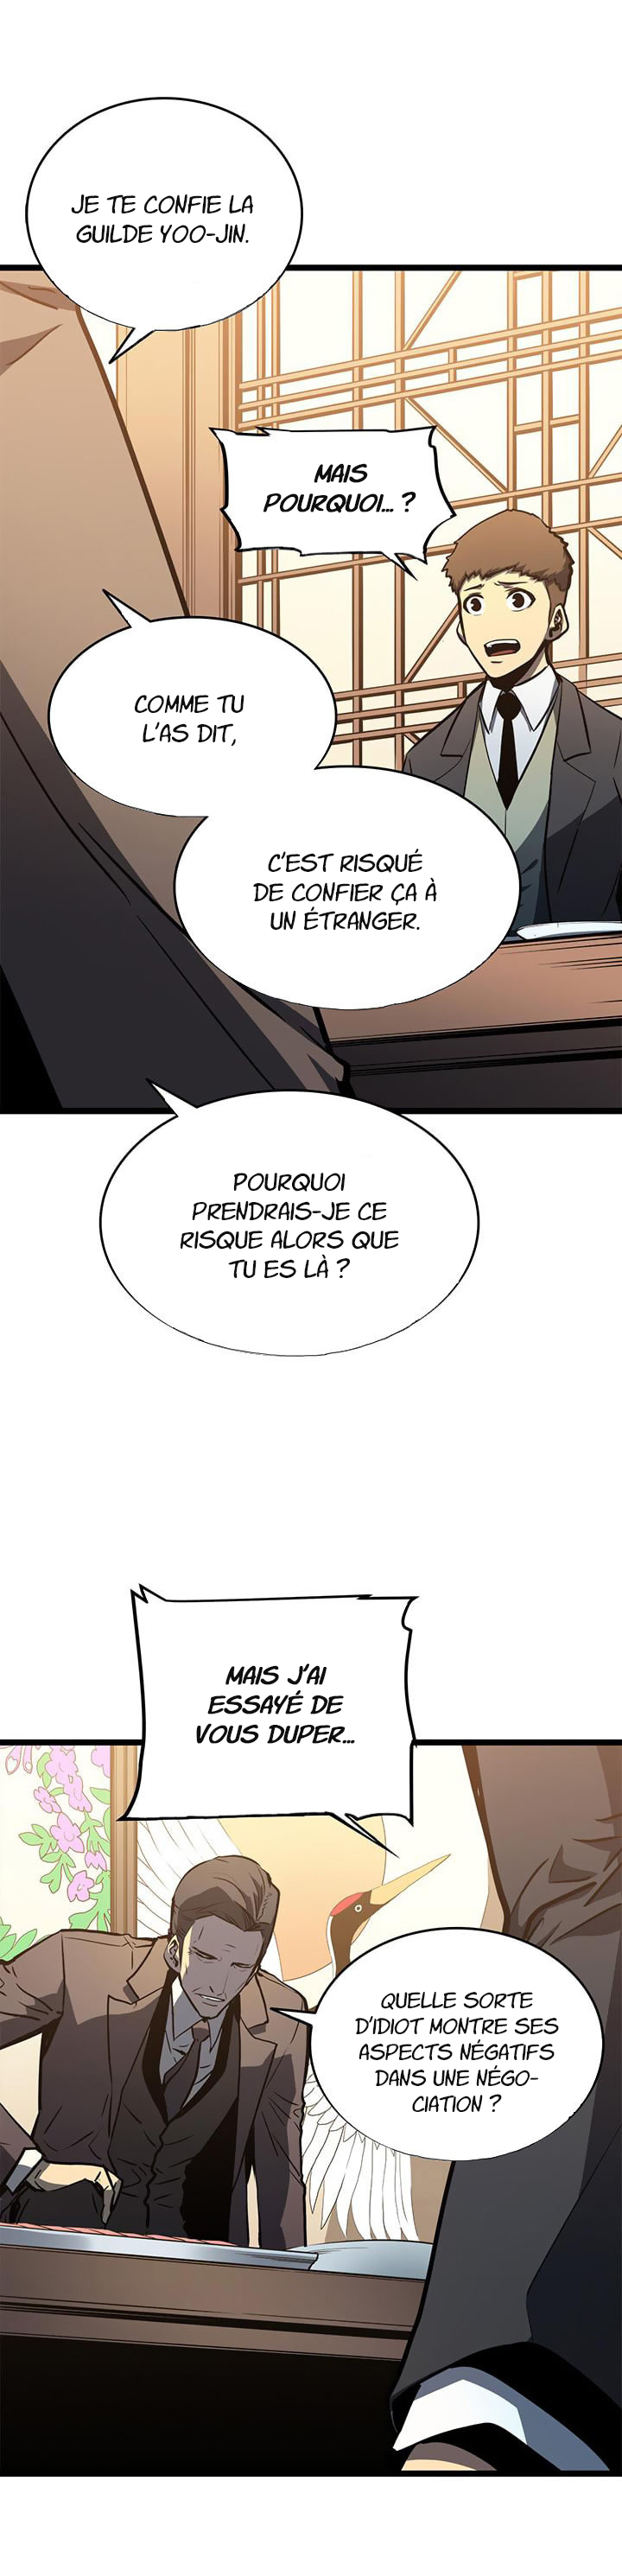 JE TE CONFIE LA
GUILDE YOO-JIN.
MAIS
POURQUOI... ?
COMME TU
L'AS DIT,
C'EST RISQUÉ
DE CONFIER ÇA À
UN ÉTRANGER.
POURQUOI
PRENDRAIS-JE CE
RISQUE ALORS QUE
TU ES LÀ ?
MAIS J'AI
ESSAYÉ DE
VOUS DUPER...
QUELLE SORTE
D'IDIOT MONTRE SES
ASPECTS NÉGATIFS
DANS UNE NÉGO-
CIATION ?